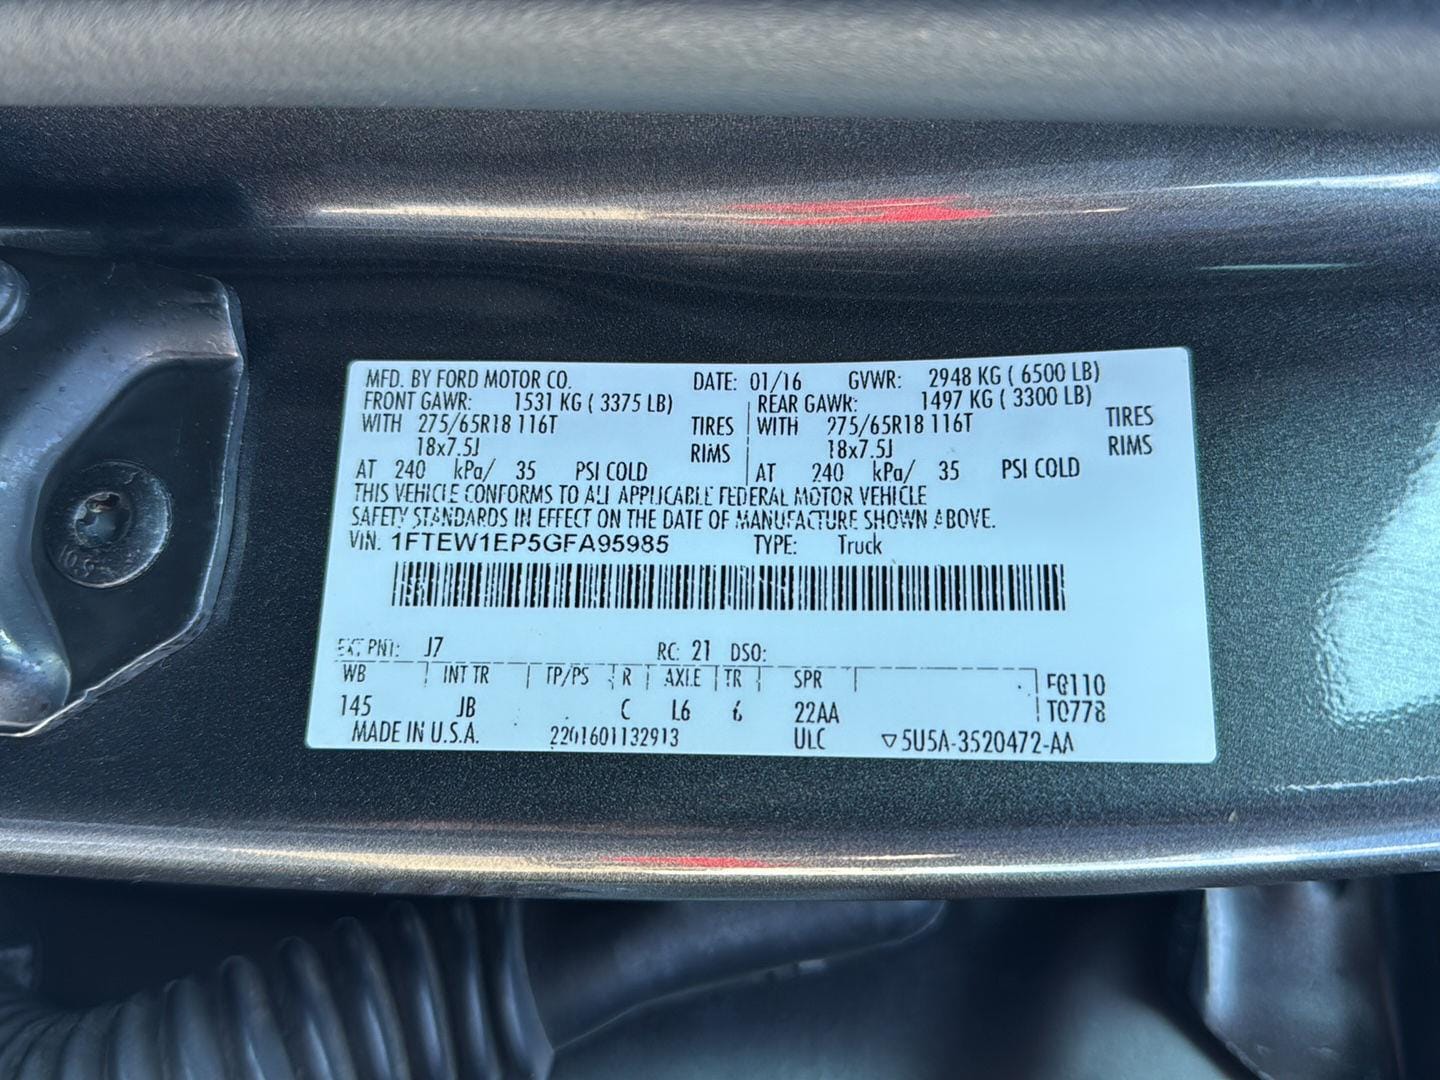 MFD. BY FORD MOTOR CO. DATE: 01/16 GVWR: 2948 KG ( 6500 LB)
FRONT GAWR: 1531 KG ( 3375 LB) REAR GAWR: 1497 KG ( 3300 LB)
WITH 275/65R18 116T TIRES WITH 275/65R18 116T TIRES
18x7.5J RIMS 18x7.5J RIMS
AT 240 kPa/ 35 PSI COLD AT 240 kPa/ 35 PSI COLD
THIS VEHICLE CONFORMS TO ALL APPLICABLE FEDERAL MOTOR VEHICLE
SAFETY STANDARDS IN EFFECT ON THE DATE OF MANUFACTURE SHOWN ABOVE.
VIN: 1FTEW1EP5GFA95985 TYPE: Truck
EXT PNT: J7 RC: 21 DSO:
WB INT TR TP/PS R AXLE TR SPR
145 JB C L6 6 22AA
F0110
T0778
MADE IN U.S.A. 2201601132913 ULC ▽5U5A-3520472-AA
10.9